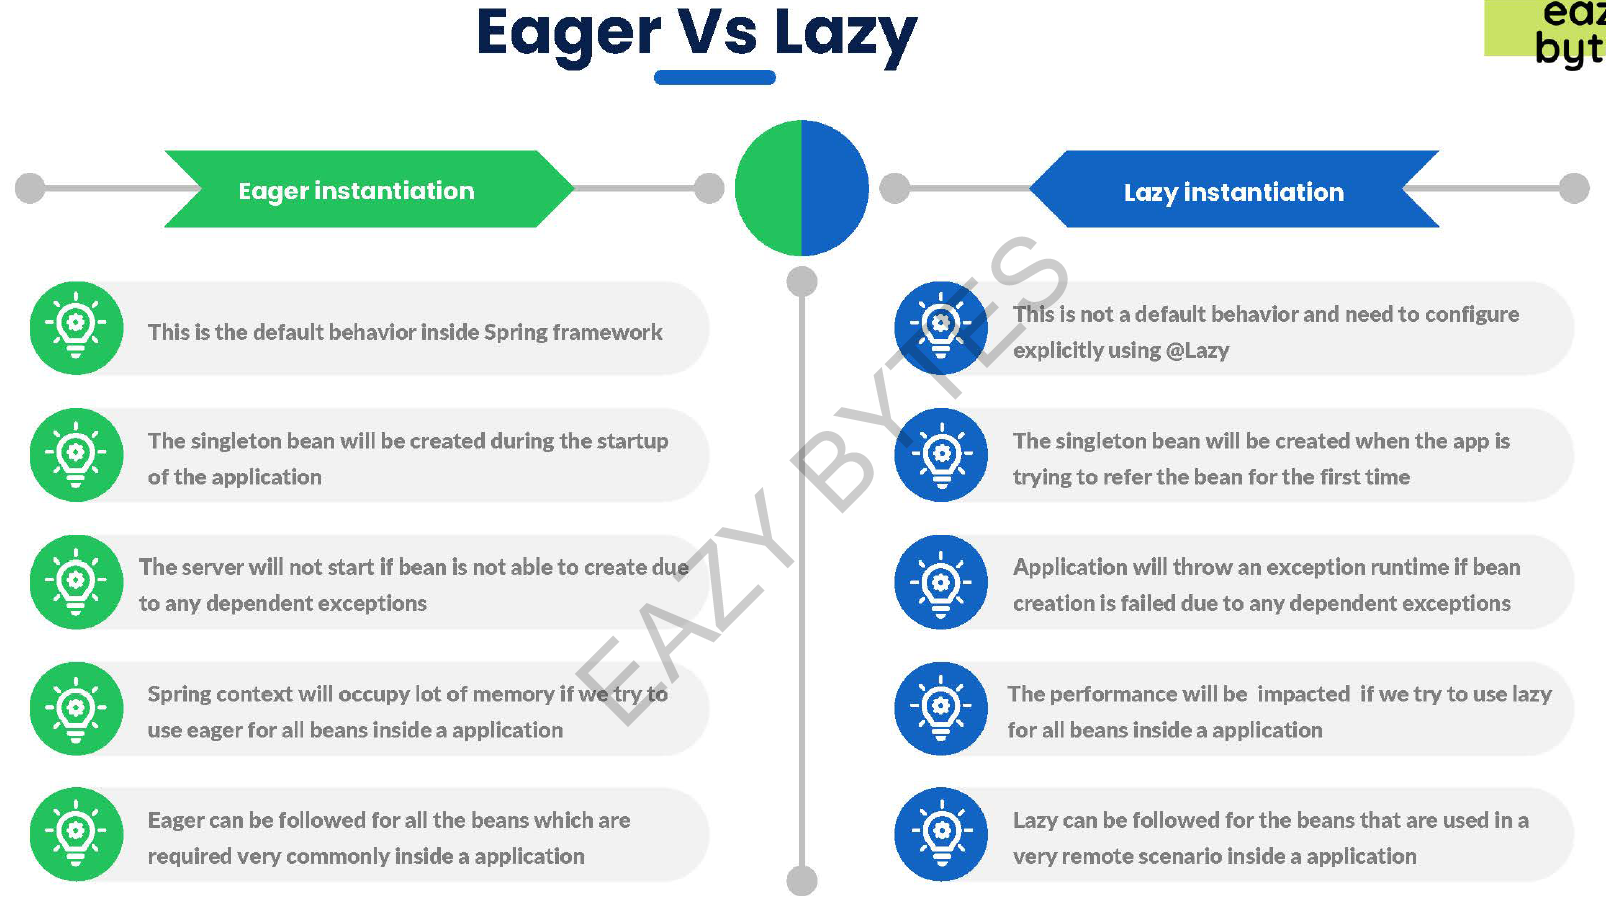 Eager Vs Lazy
eaz
byt
Eager instantiation
This is the default behavior inside Spring framework
The singleton bean will be created during the startup
of the application
The server will not start if bean is not able to create due
to any dependent exceptions
Spring context will occupy lot of memory if we try to
use eager for all beans inside a application
Eager can be followed for all the beans which are
required very commonly inside a application
Lazy instantiation
This is not a default behavior and need to configure
explicitly using @Lazy
The singleton bean will be created when the app is
trying to refer the bean for the first time
Application will throw an exception runtime if bean
creation is failed due to any dependent exceptions
The performance will be  impacted  if we try to use lazy
for all beans inside a application
Lazy can be followed for the beans that are used in a
very remote scenario inside a application
EAZY BYTES